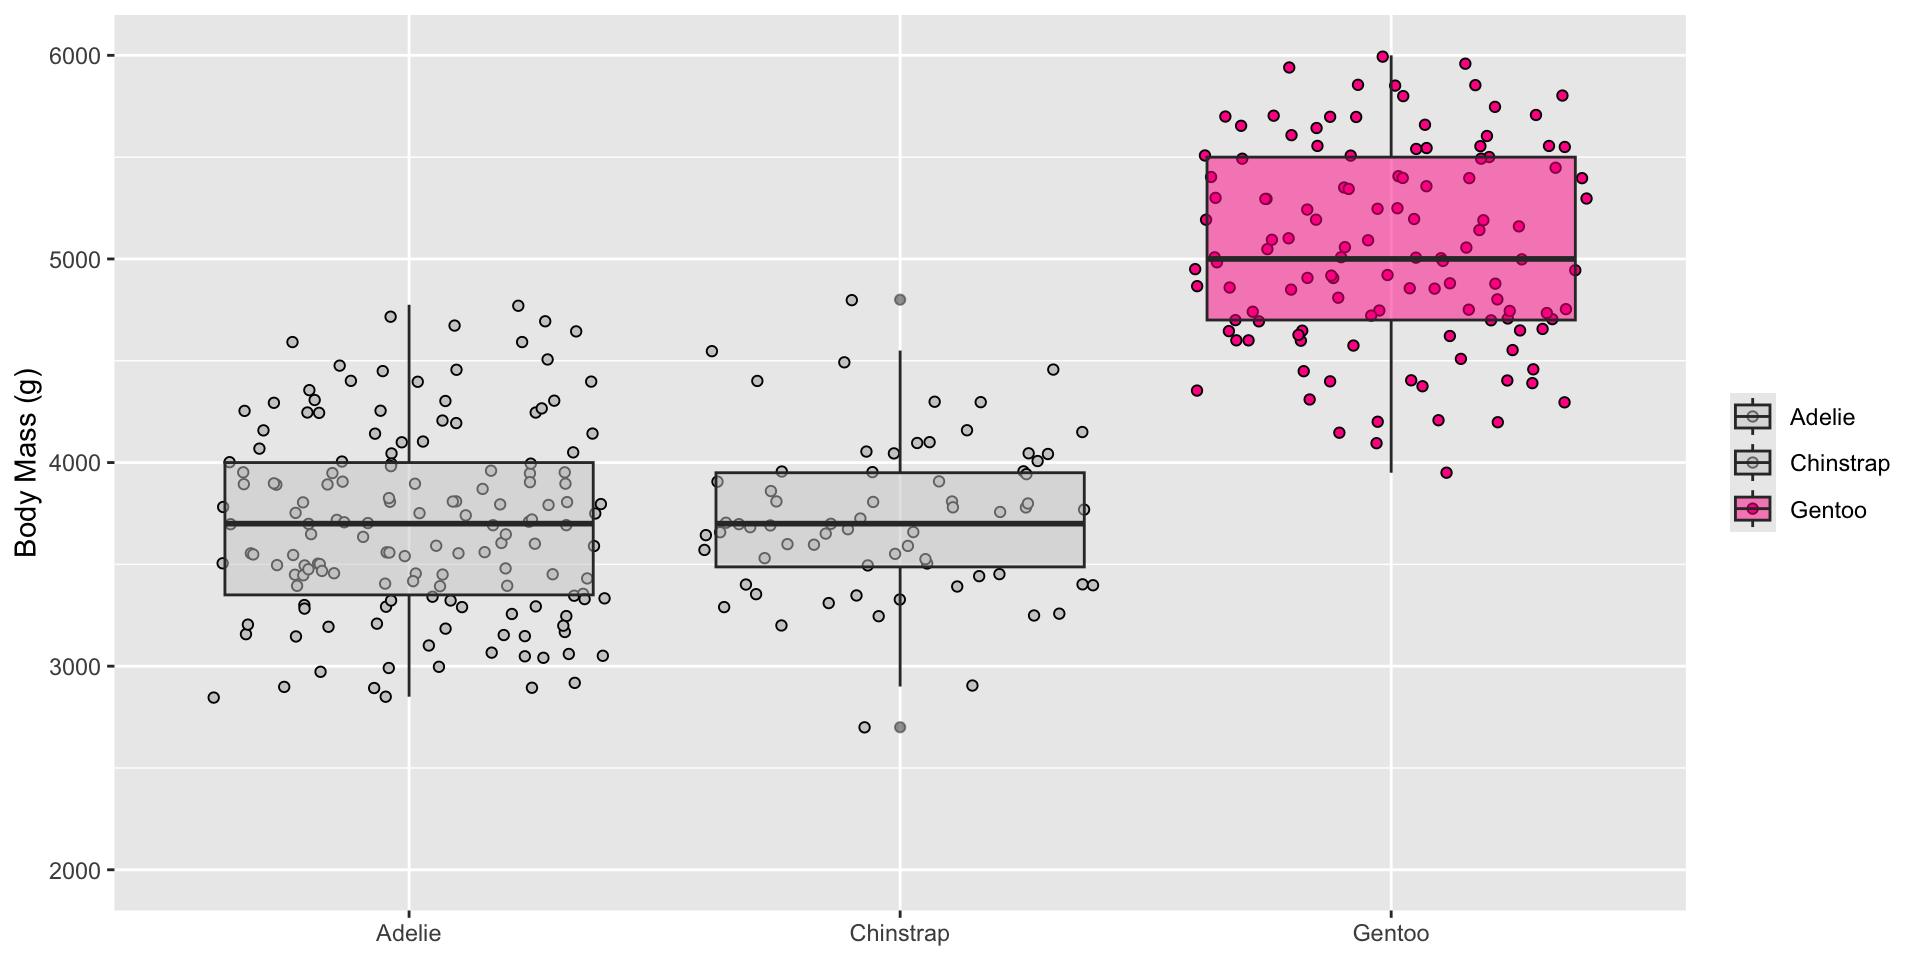 Body Mass (g)
6000
5000
4000
3000
2000
Adelie
Chinstrap
Gentoo
Adelie
Chinstrap
Gentoo